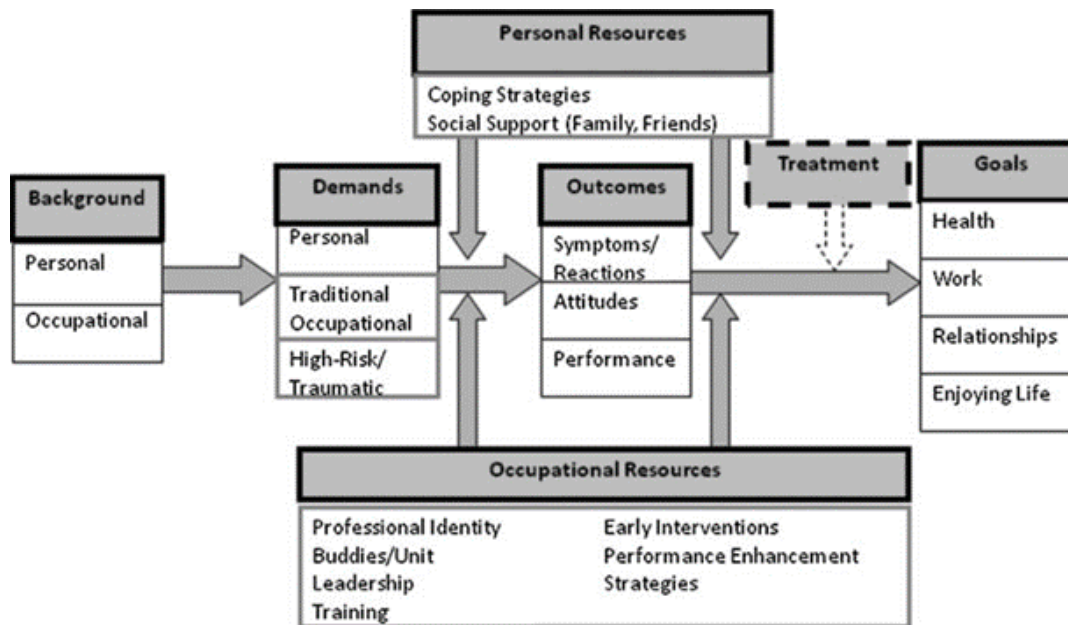 Personal Resources
Coping Strategies
Social Support (Family, Friends)
Background
Personal
Occupational
Demands
Personal
Traditional
Occupational
High-Risk/
Traumatic
Outcomes
Symptoms/
Reactions
Attitudes
Performance
Treatment
Goals
Health
Work
Relationships
Enjoying Life
Occupational Resources
Professional Identity
Buddies/Unit
Leadership
Training
Early Interventions
Performance Enhancement
Strategies